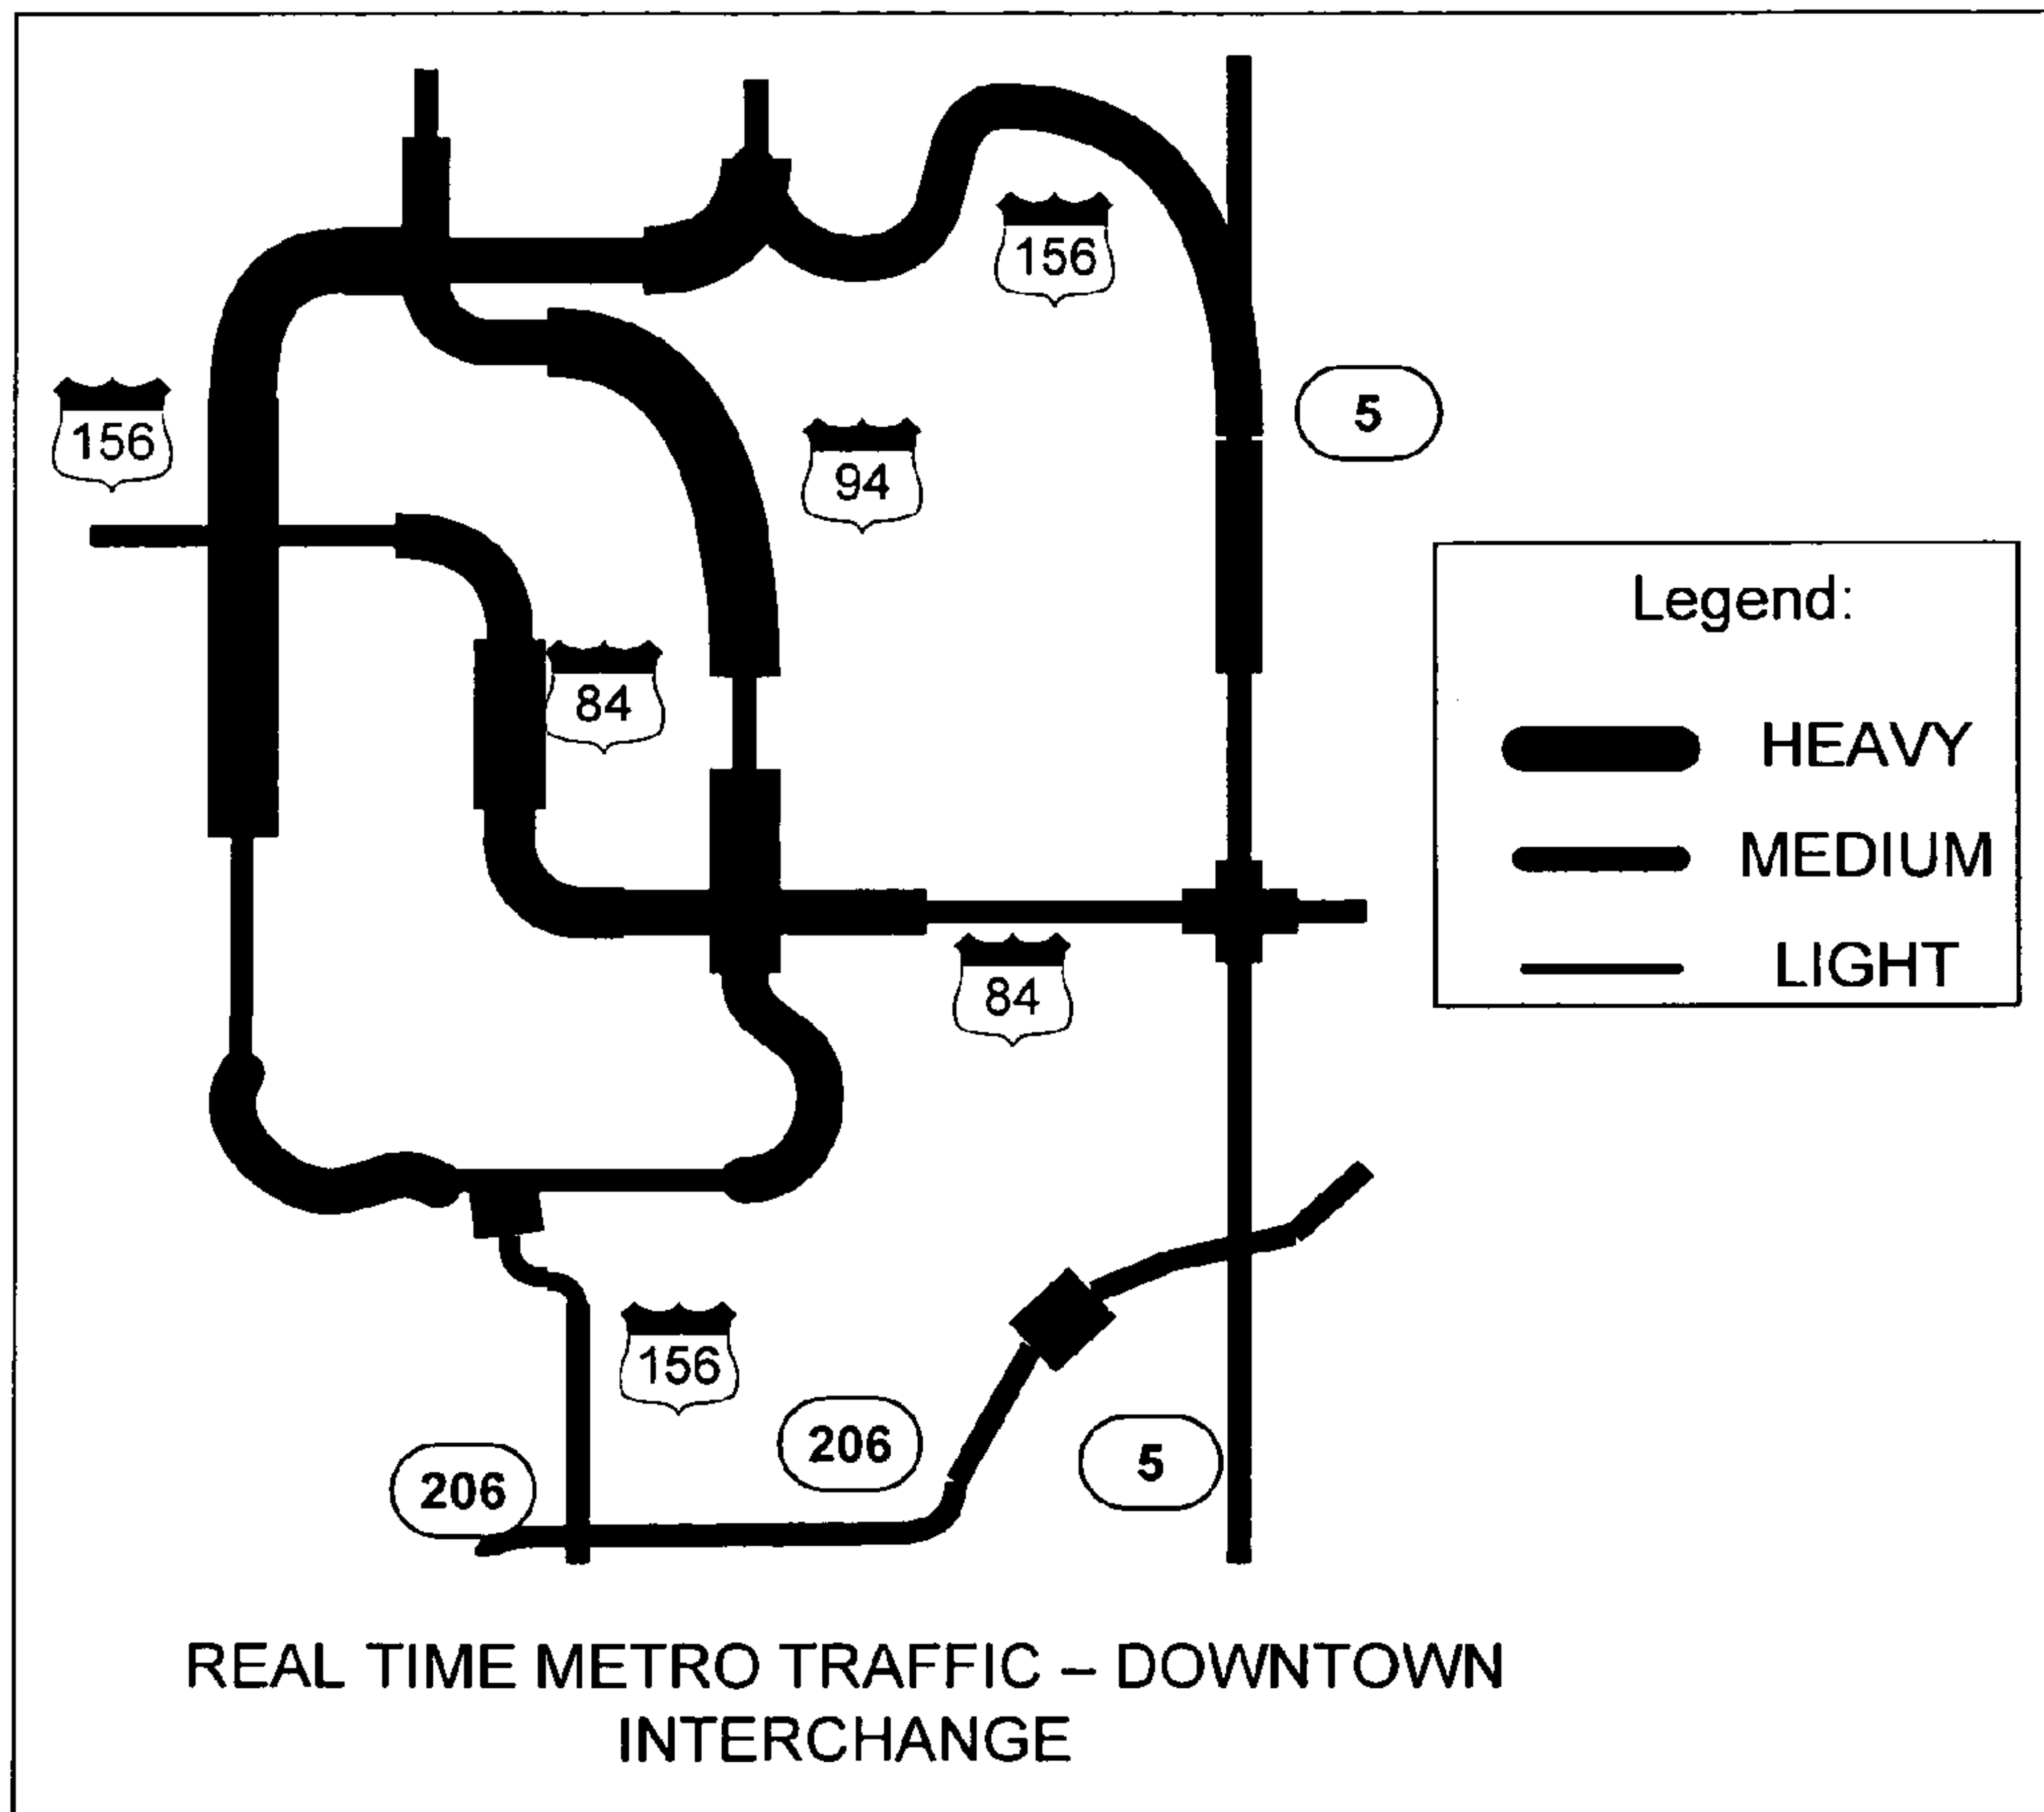 156
5
156
94
84
84
156
206
206
5
Legend:
HEAVY
MEDIUM
LIGHT
REAL TIME METRO TRAFFIC – DOWNTOWN
INTERCHANGE